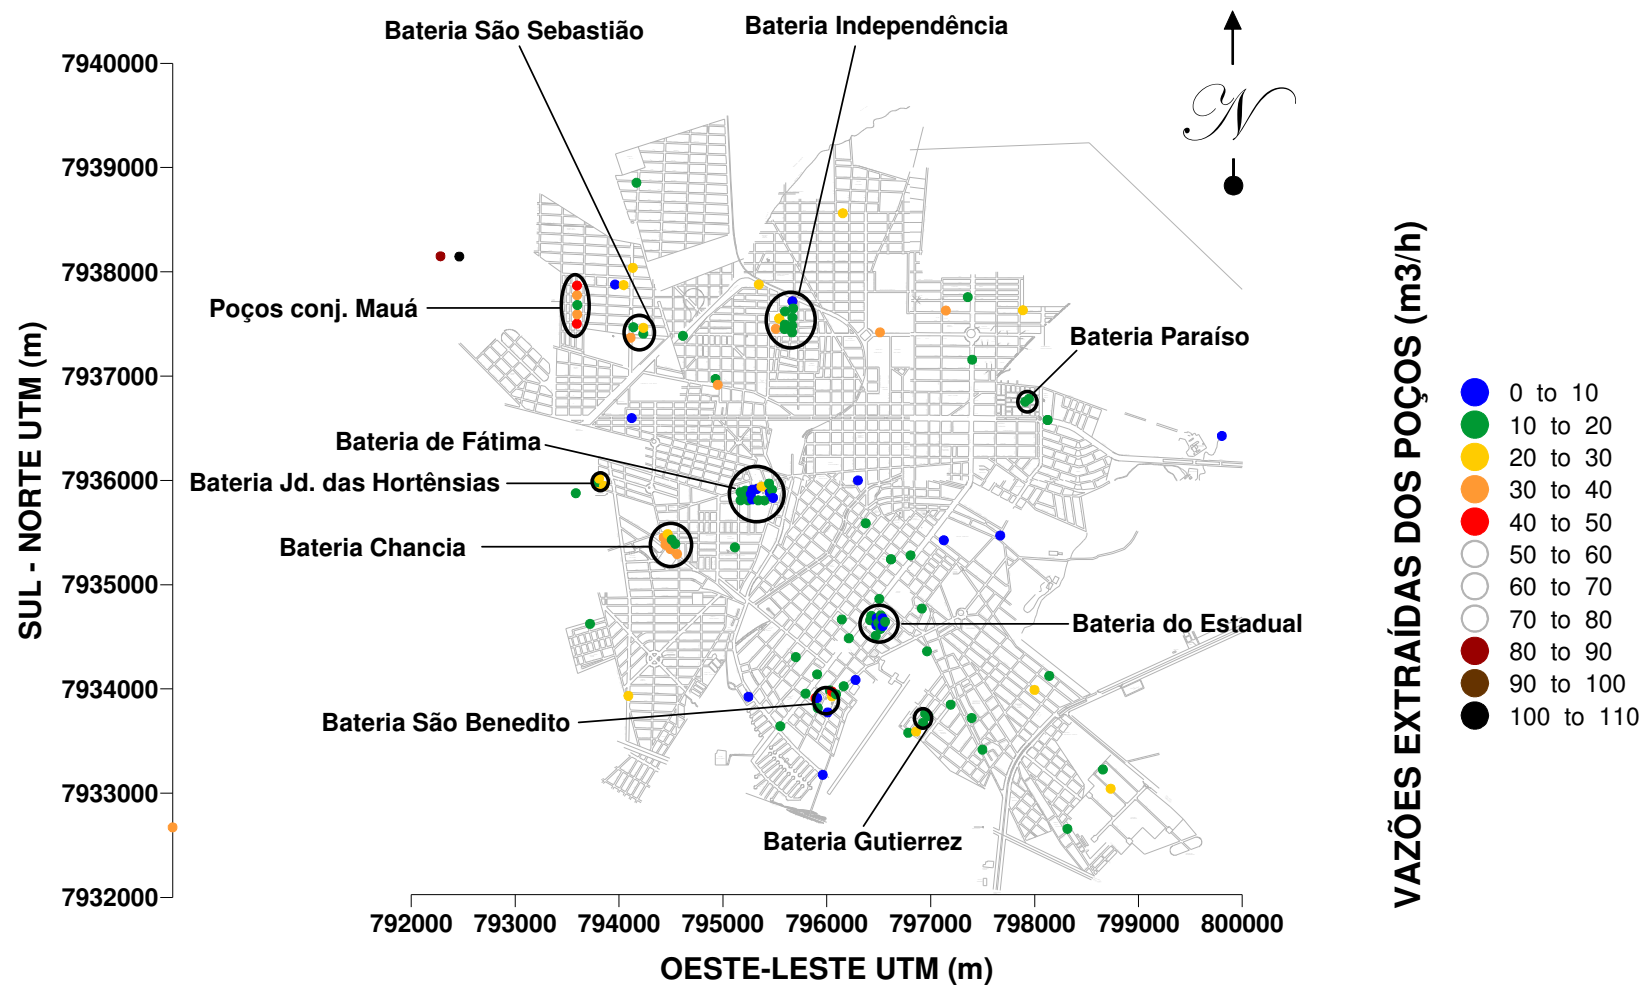 Bateria São Sebastião
Bateria Independência
N
7940000
7939000
7938000
7937000
7936000
7935000
7934000
7933000
7932000
SUL - NORTE UTM (m)
Poços conj. Mauá
Bateria Paraíso
Bateria de Fátima
Bateria Jd. das Hortênsias
Bateria Chancia
Bateria do Estadual
Bateria São Benedito
Bateria Gutierrez
792000 793000 794000 795000 796000 797000 798000 799000 800000
OESTE-LESTE UTM (m)
VAZÕES EXTRAÍDAS DOS POÇOS (m3/h)
0 to 10
10 to 20
20 to 30
30 to 40
40 to 50
50 to 60
60 to 70
70 to 80
80 to 90
90 to 100
100 to 110